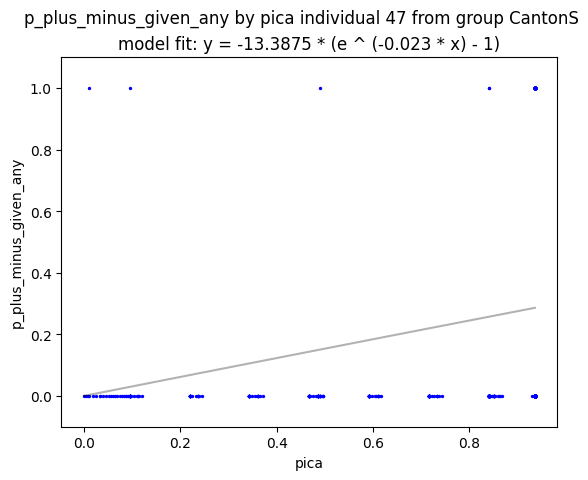 p_plus_minus_given_any by pica individual 47 from group CantonS
model fit: y = -13.3875 * (e ^ (-0.023 * x) - 1)
1.0
0.8
0.6
0.4
0.2
0.0
p_plus_minus_given_any
0.0 0.2 0.4 0.6 0.8
pica